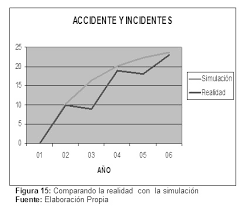 ACCIDENTE Y INCIDENTES
25
20
15
10
5
0
01 02 03 04 05 06
AÑO
Simulación
Realidad
Figura 15: Comparando la realidad con la simulación
Fuente: Elaboración Propia